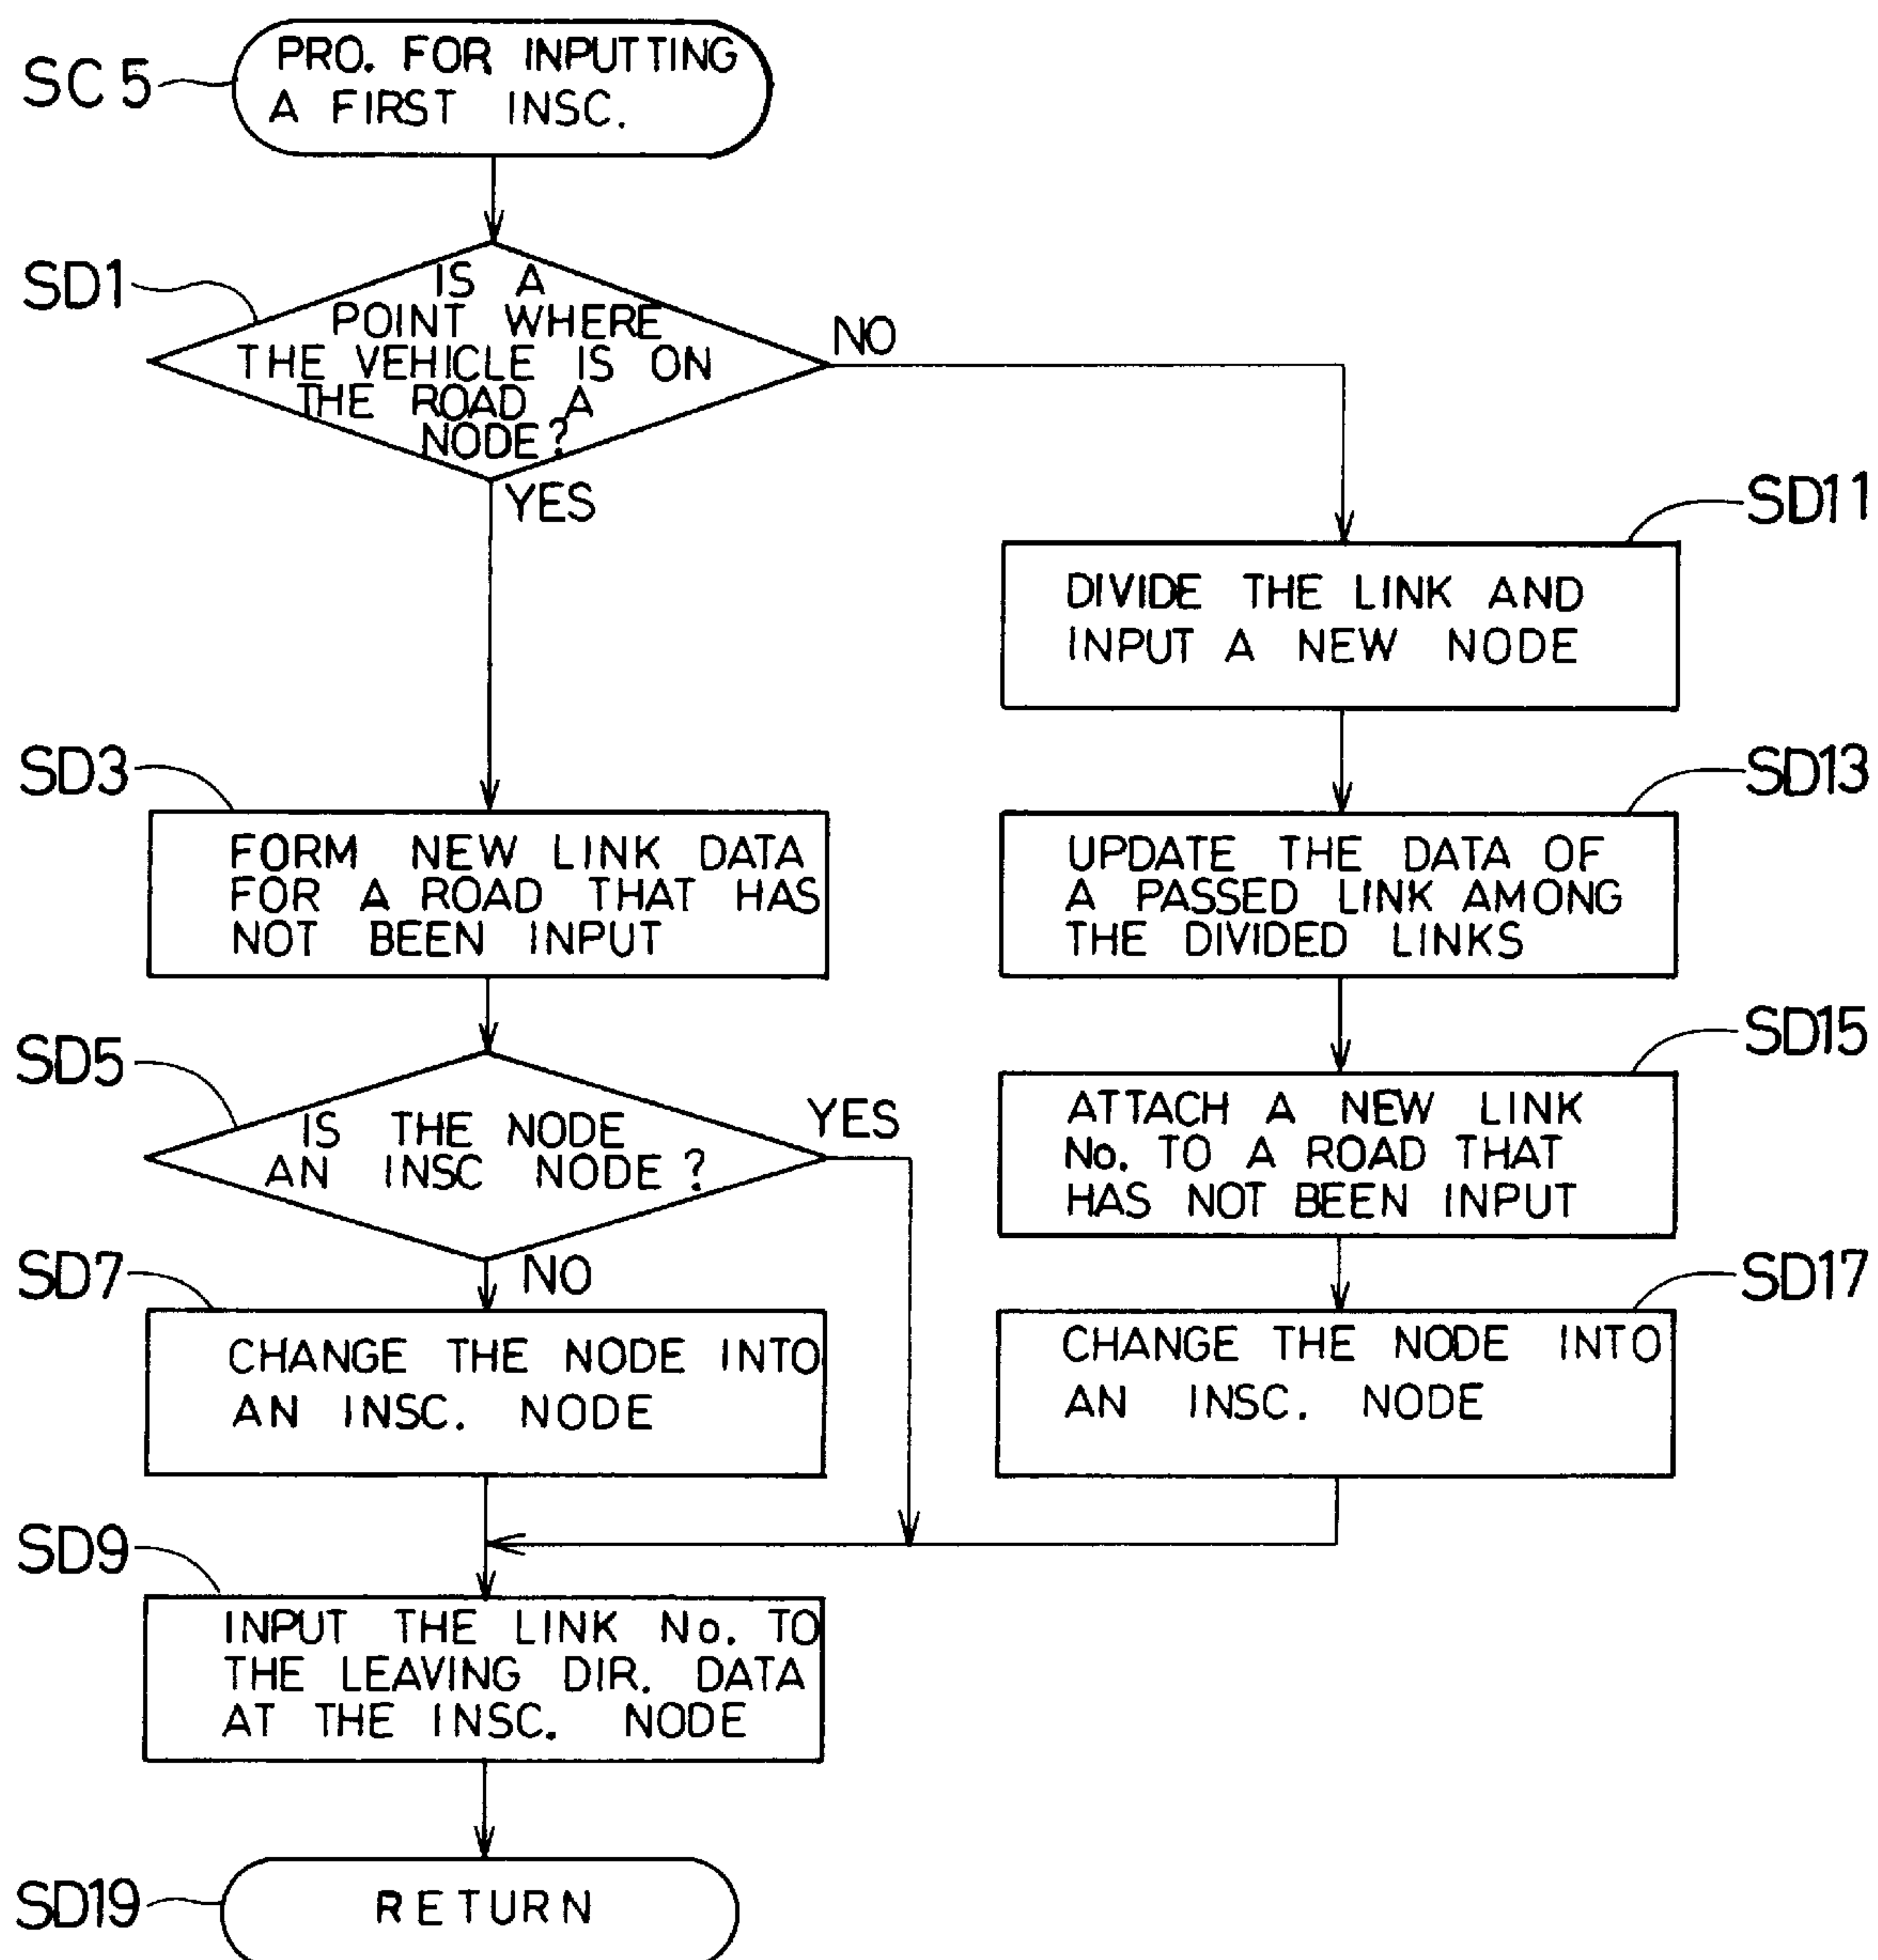 SC5
PRO. FOR INPUTTING
A FIRST INSC.
SD1
IS A
POINT WHERE
THE VEHICLE IS ON
THE ROAD A
NODE?
NO
YES
SD11
DIVIDE THE LINK AND
INPUT A NEW NODE
SD3
FORM NEW LINK DATA
FOR A ROAD THAT HAS
NOT BEEN INPUT
SD13
UPDATE THE DATA OF
A PASSED LINK AMONG
THE DIVIDED LINKS
SD5
IS THE NODE
AN INSC NODE?
YES
NO
SD15
ATTACH A NEW LINK
No. TO A ROAD THAT
HAS NOT BEEN INPUT
SD7
CHANGE THE NODE INTO
AN INSC. NODE
SD17
CHANGE THE NODE INTO
AN INSC. NODE
SD9
INPUT THE LINK No. TO
THE LEAVING DIR. DATA
AT THE INSC. NODE
SD19
RETURN